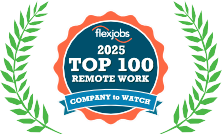 flexjobs
2025
TOP 100
REMOTE WORK
COMPANY to WATCH